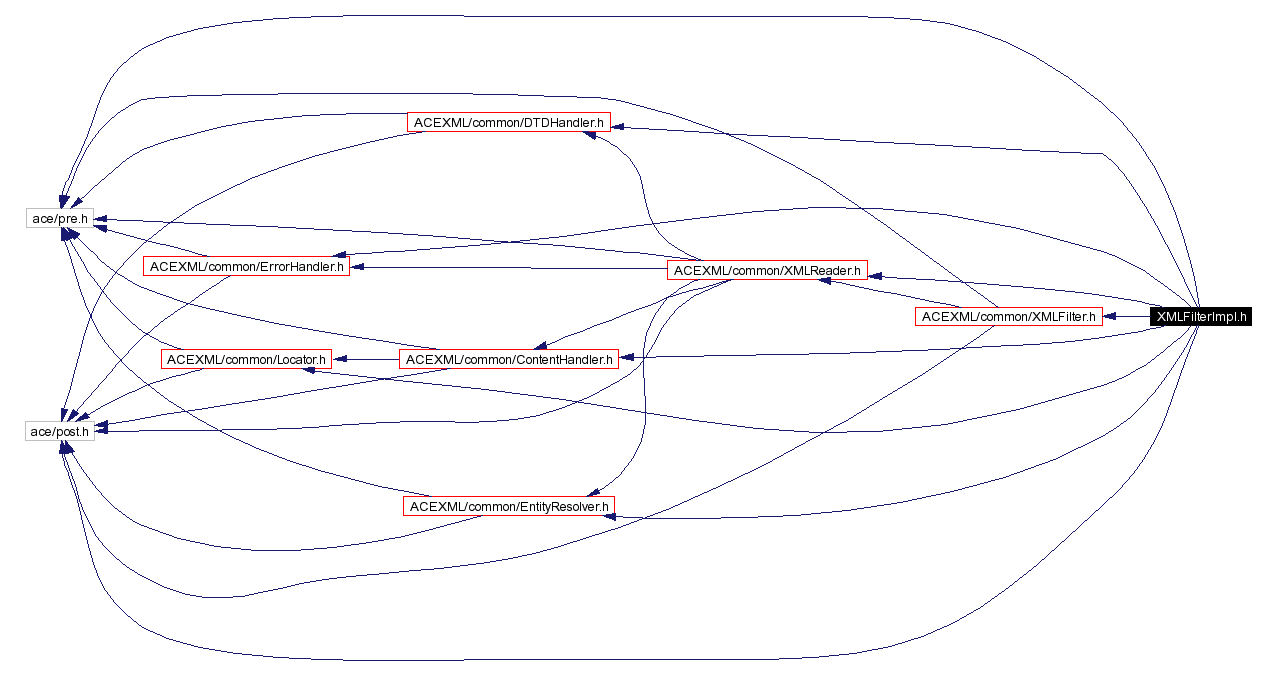 ACEXML/common/DTDHandler.h
ace/pre.h
ACEXML/common/ErrorHandler.h
ACEXML/common/XMLReader.h
ACEXML/common/XMLFilter.h
XMLFilterImpl.h
ACEXML/common/Locator.h
ACEXML/common/ContentHandler.h
ace/post.h
ACEXML/common/EntityResolver.h